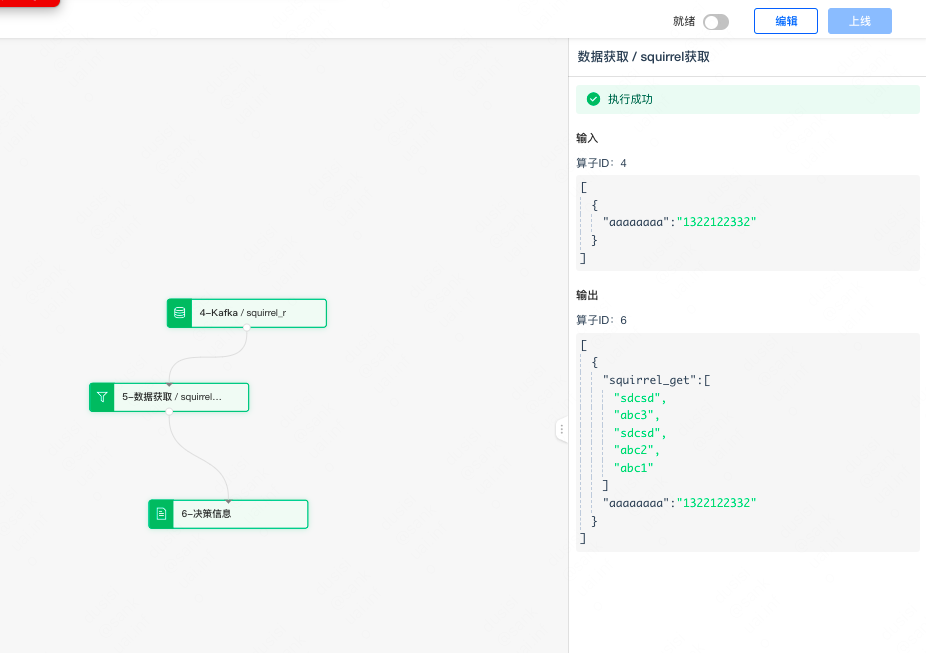 就绪
编辑
上线
数据获取 / squirrel获取
执行成功
输入
算子ID: 4
[
{
"aaaaaaaa":"1322122332"
}
]
输出
算子ID: 6
[
{
"squirrel_get":[
"sdcsd",
"abc3",
"sdcsd",
"abc2",
"abc1"
]
"aaaaaaaa":"1322122332"
}
]
4-Kafka / squirrel_r
5-数据获取 / squirrel...
6-决策信息